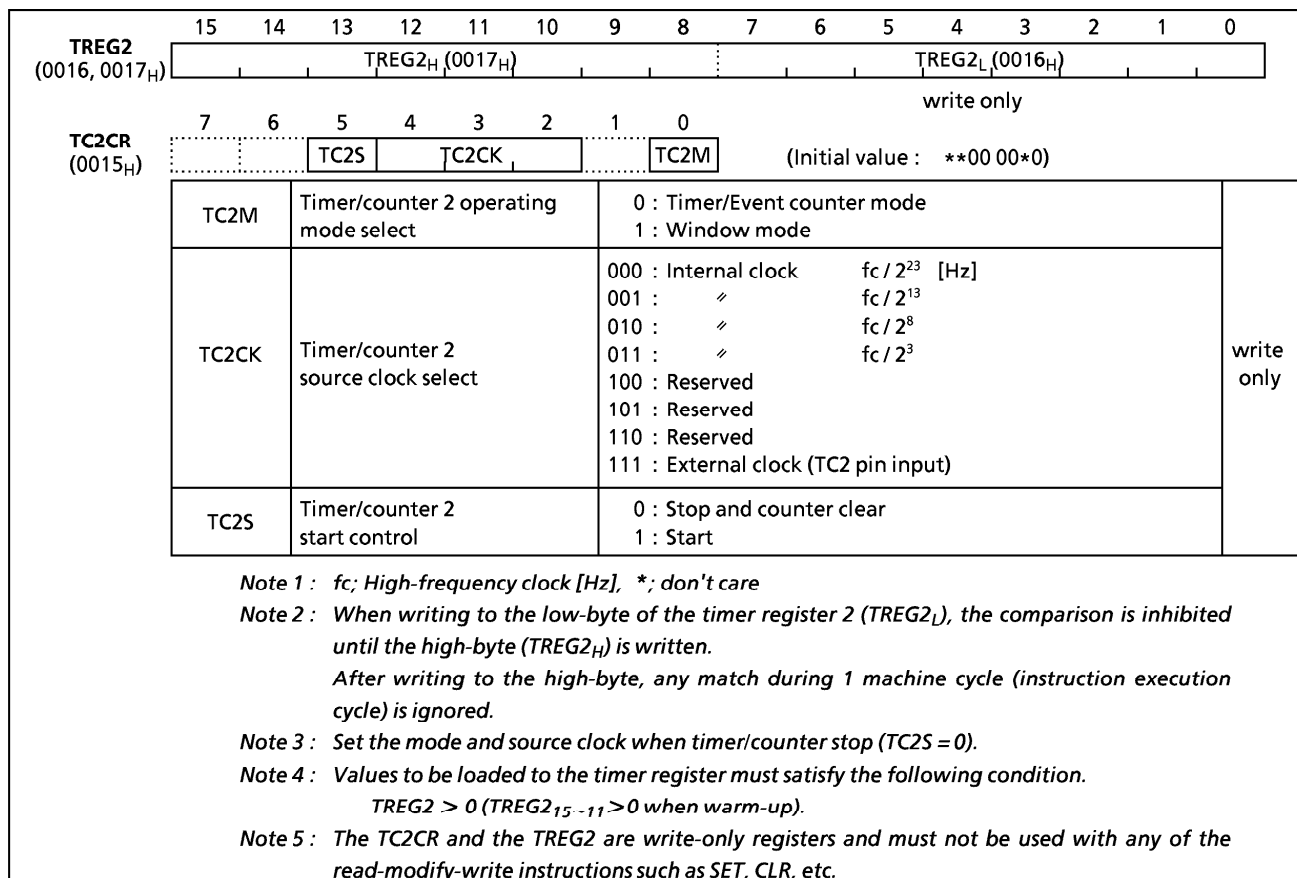 15 14 13 12 11 10 9 8 7 6 5 4 3 2 1 0
TREG2
(0016, 0017H) TREG2H (0017H) TREG2L (0016H)
write only
7 6 5 4 3 2 1 0
TC2CR
(0015H) TC2S TC2CK TC2M (Initial value : **00 00*0)
TC2M Timer/counter 2 operating 0 : Timer/Event counter mode
mode select 1 : Window mode
000 : Internal clock fc / 2²³ [Hz]
001 : 〃 fc / 2¹³
010 : 〃 fc / 2⁸
TC2CK Timer/counter 2 011 : 〃 fc / 2³ write
source clock select 100 : Reserved only
101 : Reserved
110 : Reserved
111 : External clock (TC2 pin input)
TC2S Timer/counter 2 0 : Stop and counter clear
start control 1 : Start
Note 1 : fc; High-frequency clock [Hz], *; don't care
Note 2 : When writing to the low-byte of the timer register 2 (TREG2L), the comparison is inhibited
until the high-byte (TREG2H) is written.
After writing to the high-byte, any match during 1 machine cycle (instruction execution
cycle) is ignored.
Note 3 : Set the mode and source clock when timer/counter stop (TC2S = 0).
Note 4 : Values to be loaded to the timer register must satisfy the following condition.
TREG2 > 0 (TREG215~11 > 0 when warm-up).
Note 5 : The TC2CR and the TREG2 are write-only registers and must not be used with any of the
read-modify-write instructions such as SET, CLR, etc.